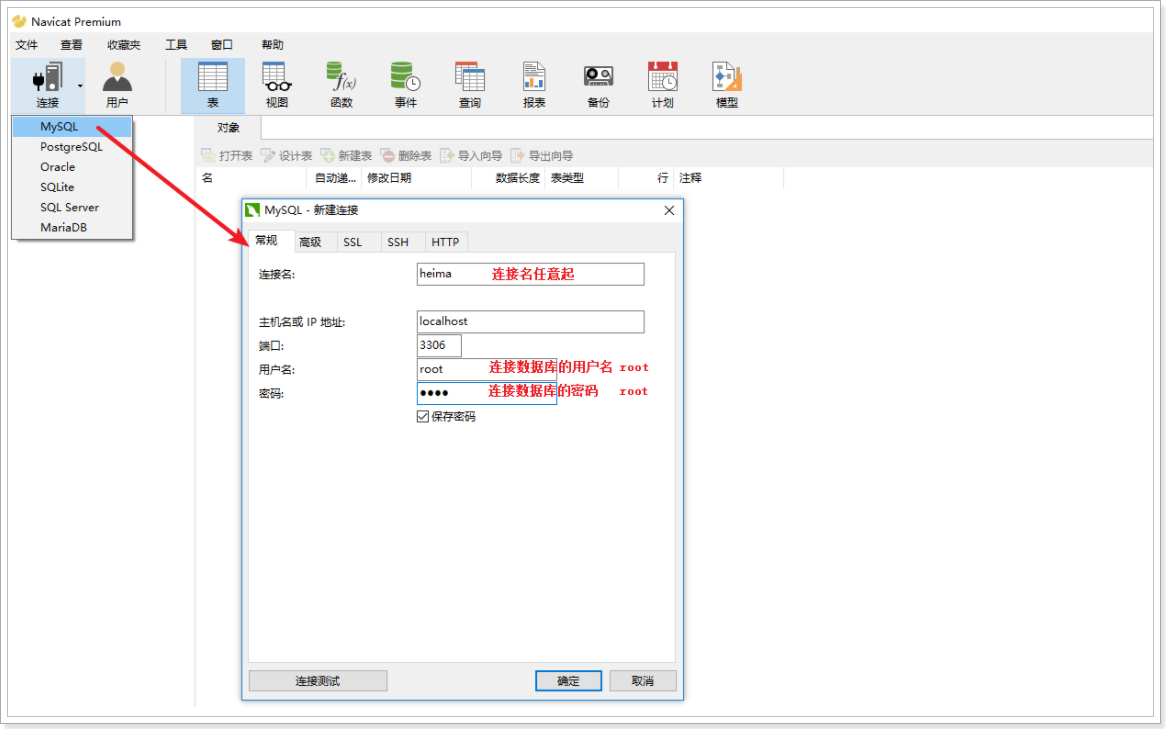 Navicat Premium
文件 查看 收藏夹 工具 窗口 帮助
连接 用户 表 视图 函数 事件 查询 报表 备份 计划 模型
MySQL
PostgreSQL
Oracle
SQLite
SQL Server
MariaDB
对象
打开表 设计表 新建表 删除表 导入向导 导出向导
名 自动递... 修改日期 数据长度 表类型 行 注释
MySQL - 新建连接
常规 高级 SSL SSH HTTP
连接名: heima 连接名任意起
主机名或 IP 地址: localhost
端口: 3306
用户名: root 连接数据库的用户名 root
密码: ●●●● 连接数据库的密码 root
保存密码
连接测试 确定 取消